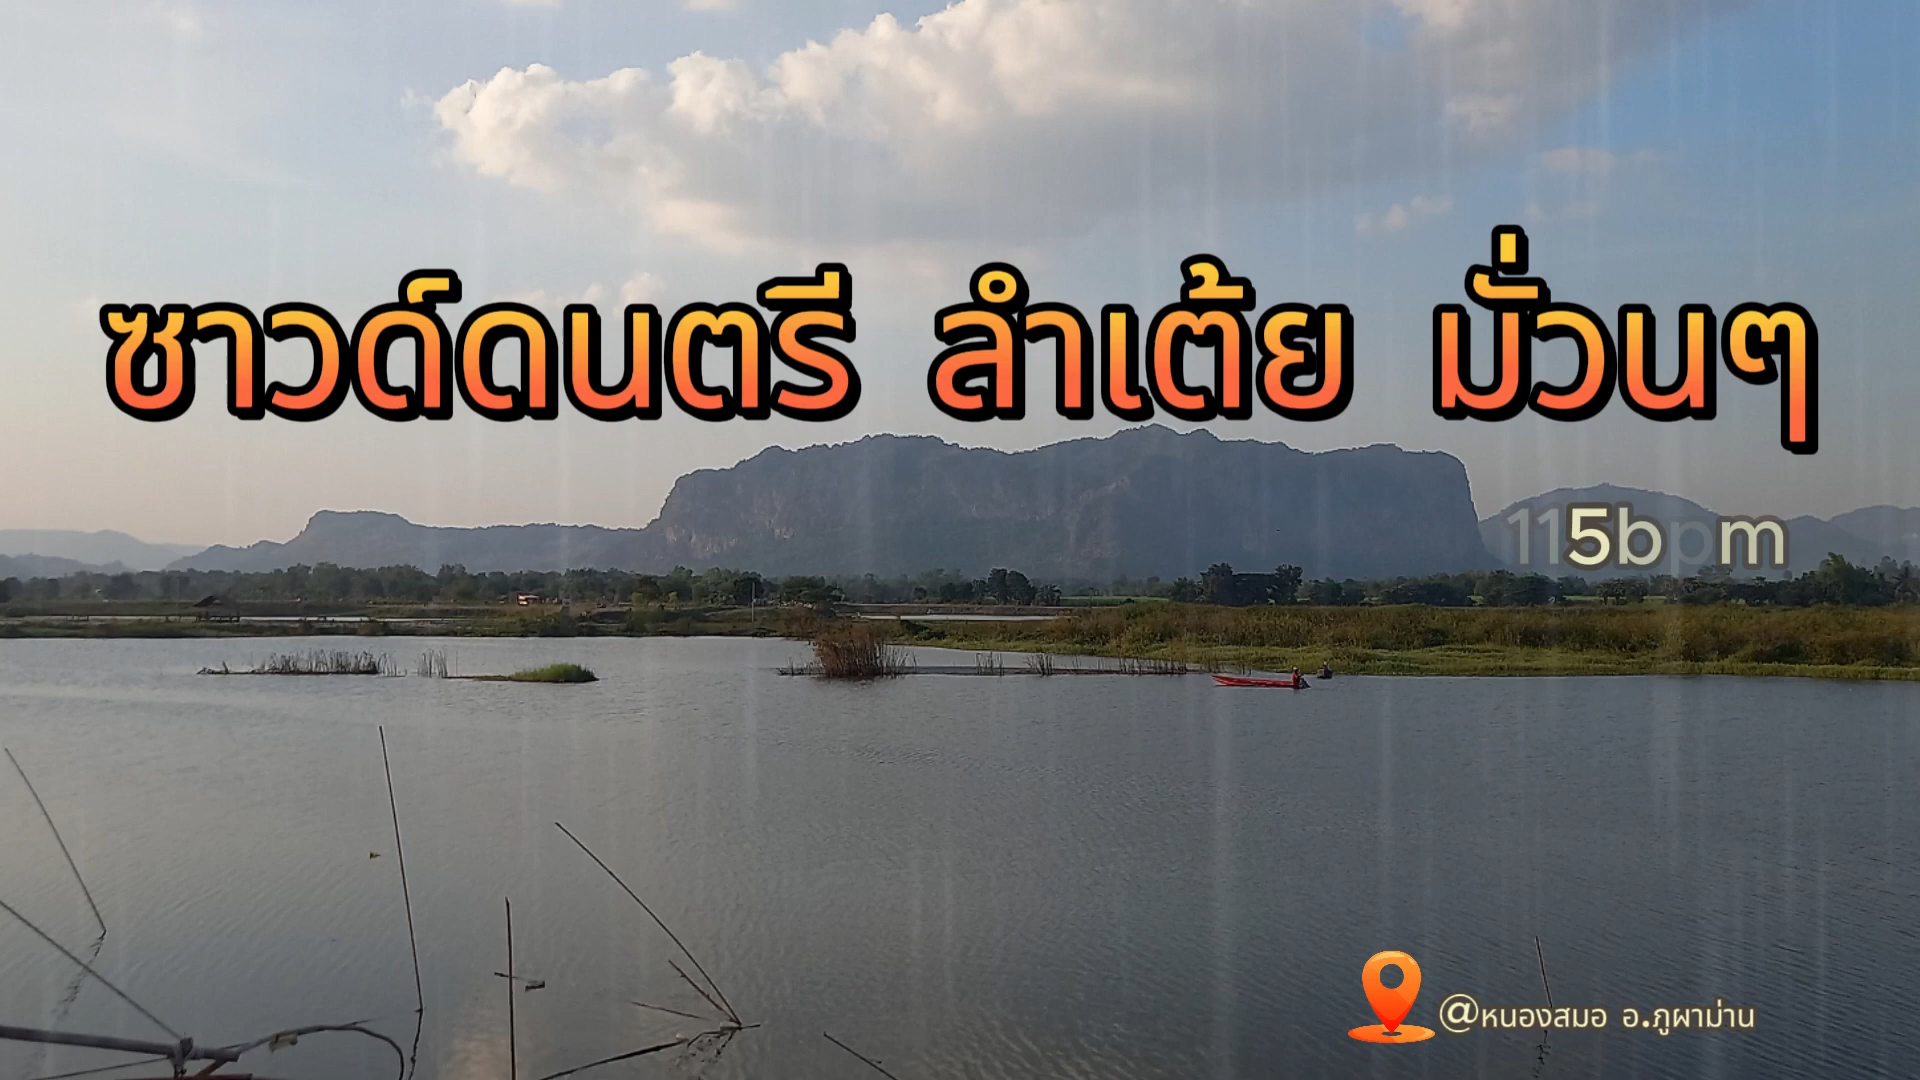 ซาวด์ดนตรี ลำเต้ย มั่วนๆ
115bpm
@หนองสมอ อ.ภูผาม่าน